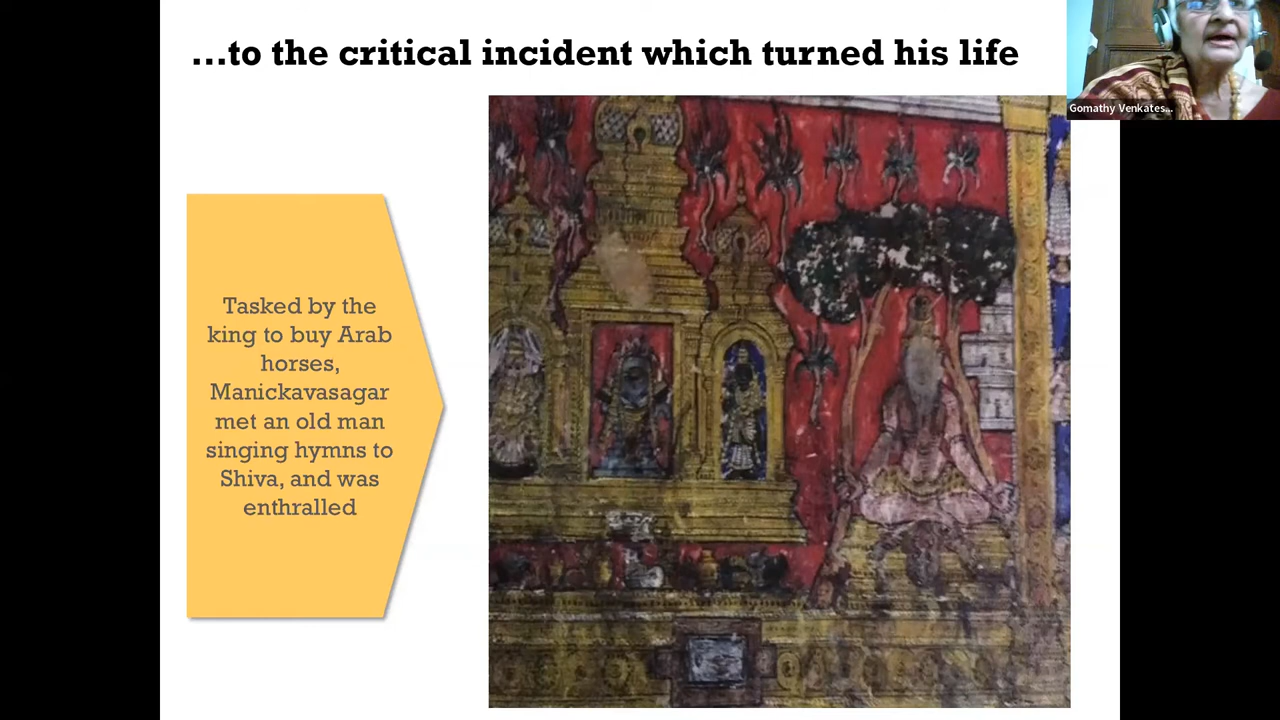 ...to the critical incident which turned his life
Gomathy Venkates...
Tasked by the
king to buy Arab
horses,
Manickavasagar
met an old man
singing hymns to
Shiva, and was
enthralled